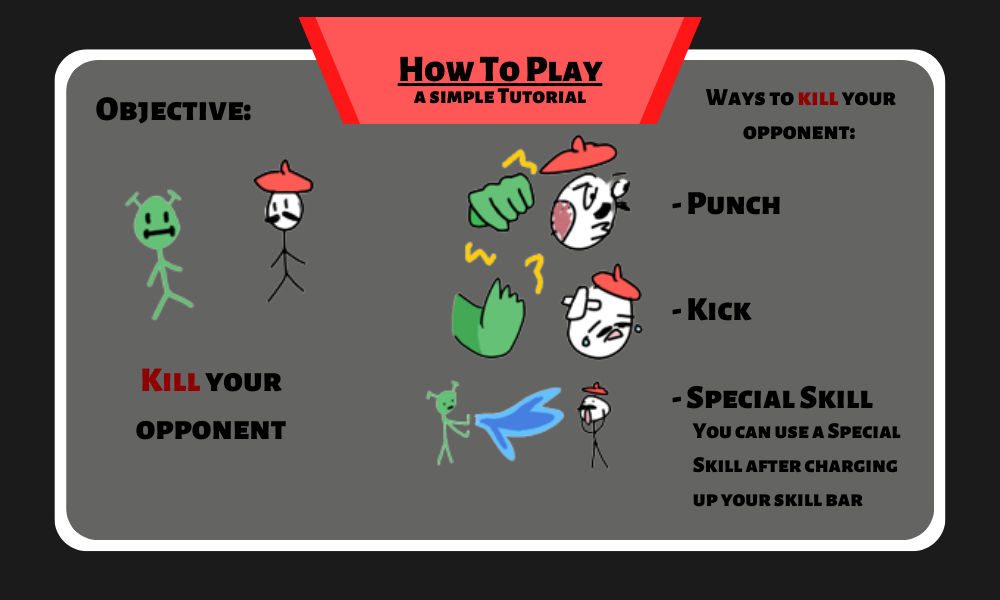 How To Play
a simple Tutorial
Objective:
Kill your
opponent
Ways to kill your
opponent:
- Punch
- Kick
- Special Skill
You can use a Special
Skill after charging
up your skill bar